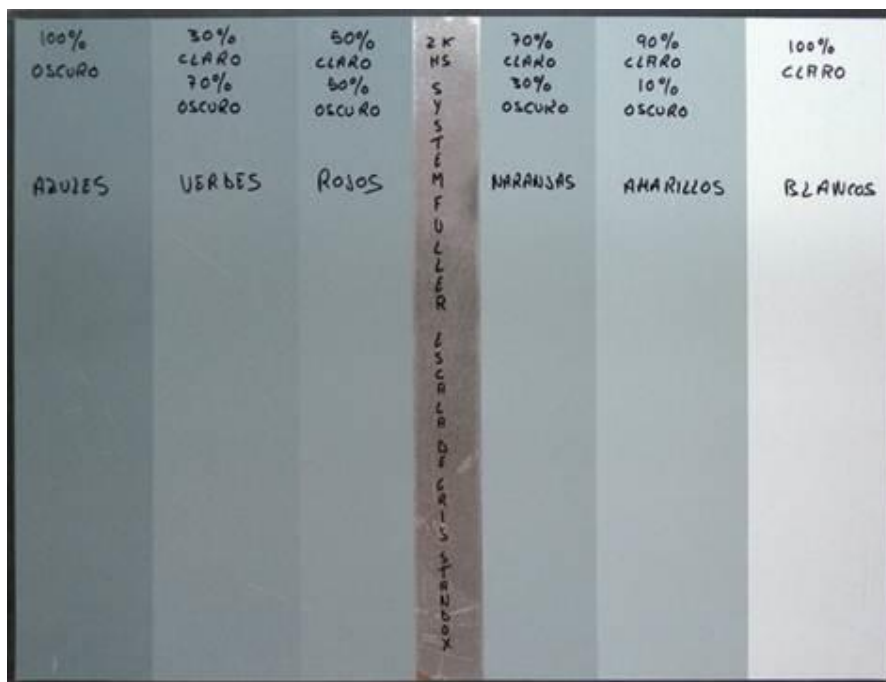 100%
OSCURO
AZULES
30%
CLARO
70%
OSCURO
VERDES
50%
CLARO
50%
OSCURO
ROJOS
2K
HS
SYSTEM FULLER ESCALA DE GRIS STANDOX
70%
CLARO
30%
OSCURO
NARANJAS
90%
CLARO
10%
OSCURO
AMARILLOS
100%
CLARO
BLANCOS